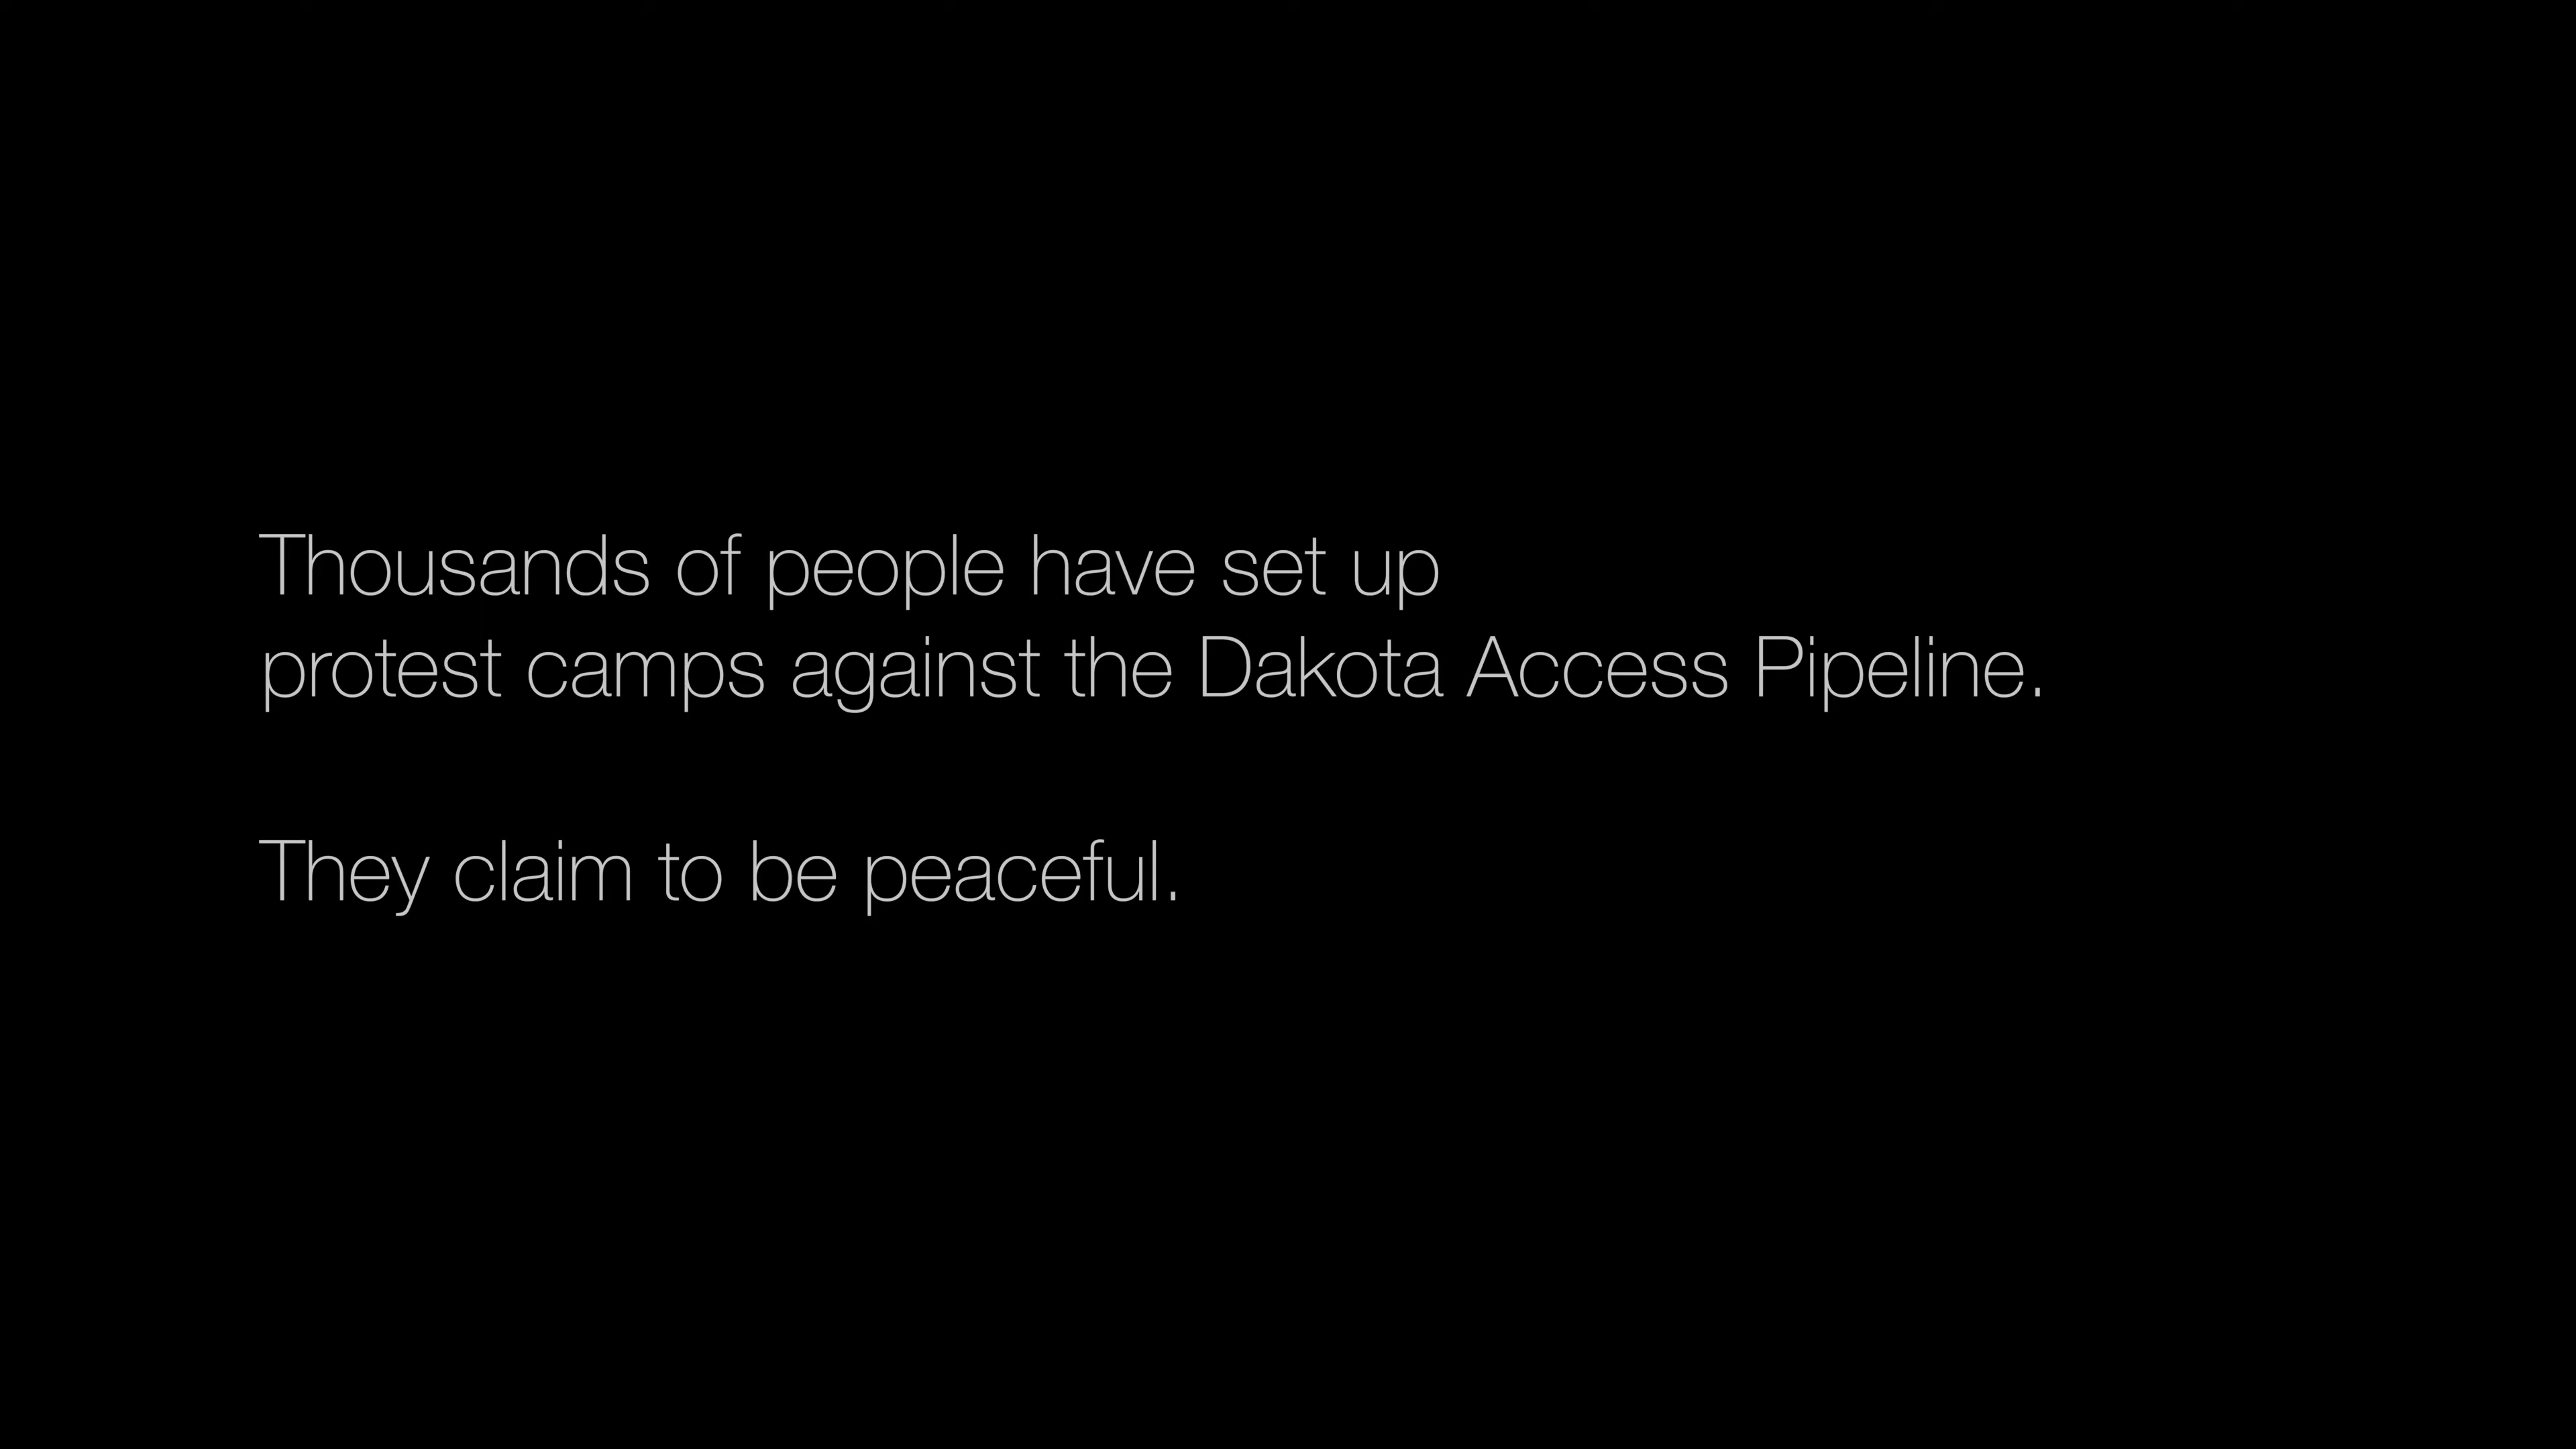 Thousands of people have set up
protest camps against the Dakota Access Pipeline.
They claim to be peaceful.